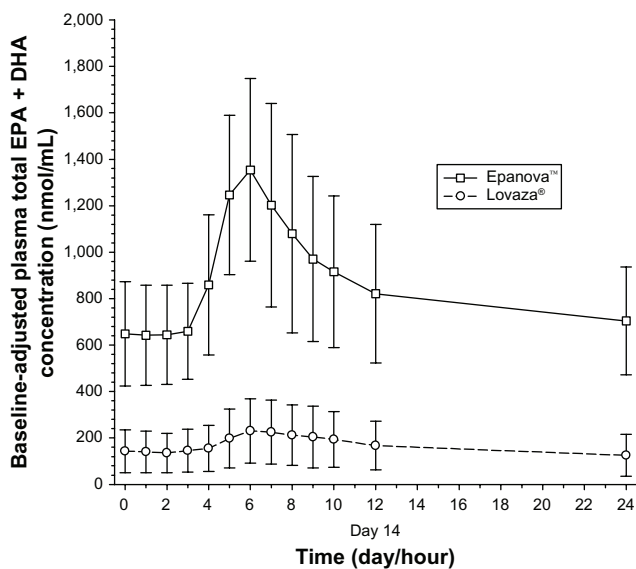 2,000
1,800
1,600
1,400
1,200
1,000
800
600
400
200
0
Baseline-adjusted plasma total EPA + DHA
concentration (nmol/mL)
Epanova™
Lovaza®
0 2 4 6 8 10 12 14 16 18 20 22 24
Day 14
Time (day/hour)